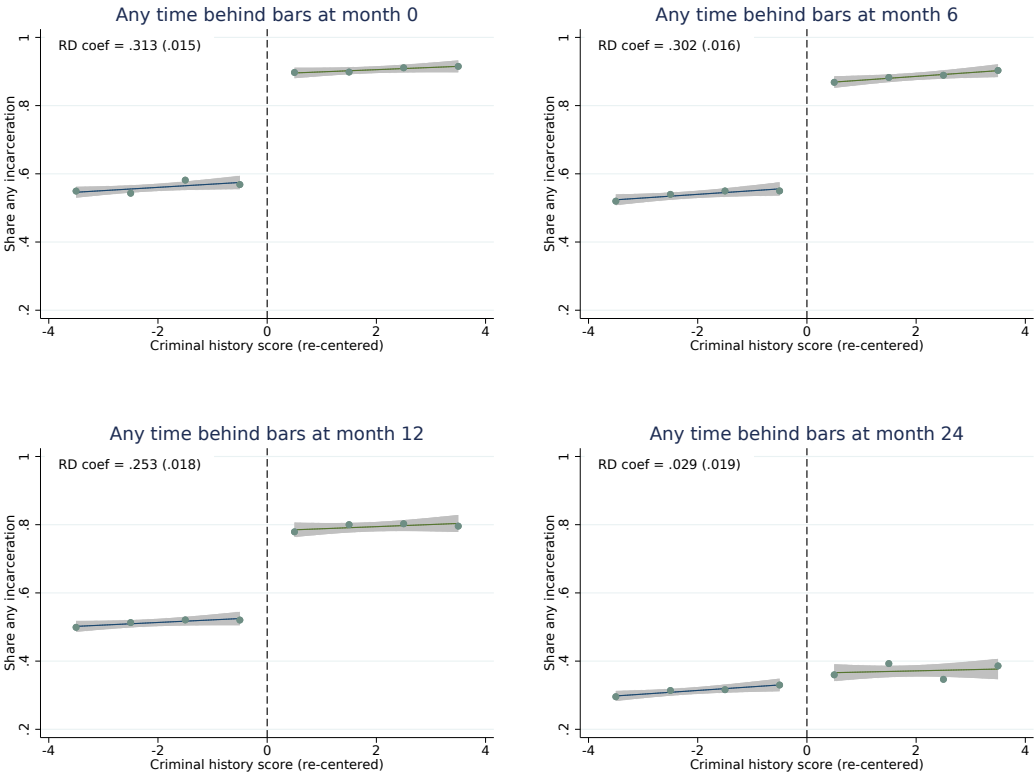 Any time behind bars at month 0
RD coef = .313 (.015)
Share any incarceration
.2 .4 .6 .8 1
-4 -2 0 2 4
Criminal history score (re-centered)
Any time behind bars at month 6
RD coef = .302 (.016)
Share any incarceration
.2 .4 .6 .8 1
-4 -2 0 2 4
Criminal history score (re-centered)
Any time behind bars at month 12
RD coef = .253 (.018)
Share any incarceration
.2 .4 .6 .8 1
-4 -2 0 2 4
Criminal history score (re-centered)
Any time behind bars at month 24
RD coef = .029 (.019)
Share any incarceration
.2 .4 .6 .8 1
-4 -2 0 2 4
Criminal history score (re-centered)